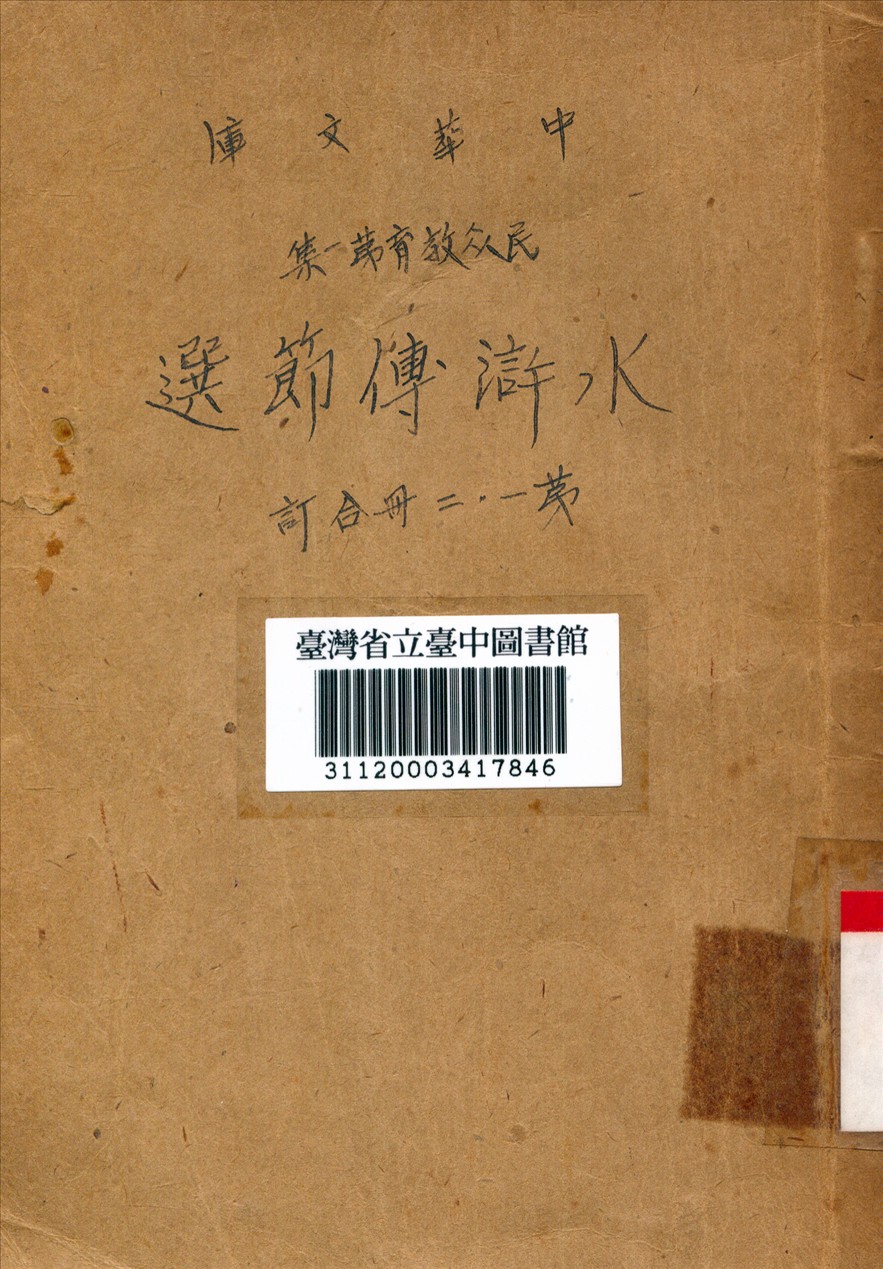 中華文庫
民众教育第一集
水滸傳節選
第一.二冊合訂
臺灣省立臺中圖書館
31120003417846